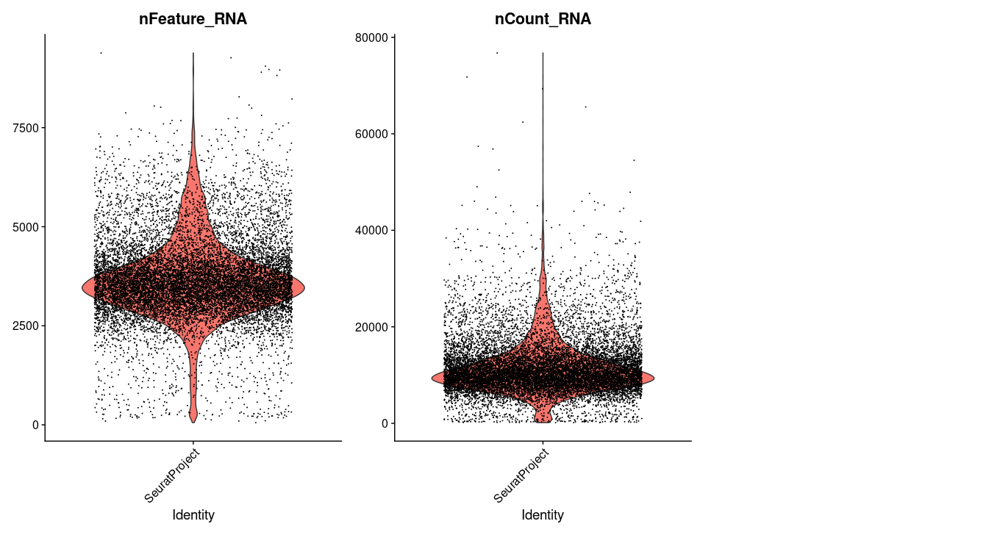 nFeature_RNA
7500
5000
2500
0
SeuratProject
Identity
nCount_RNA
80000
60000
40000
20000
0
SeuratProject
Identity